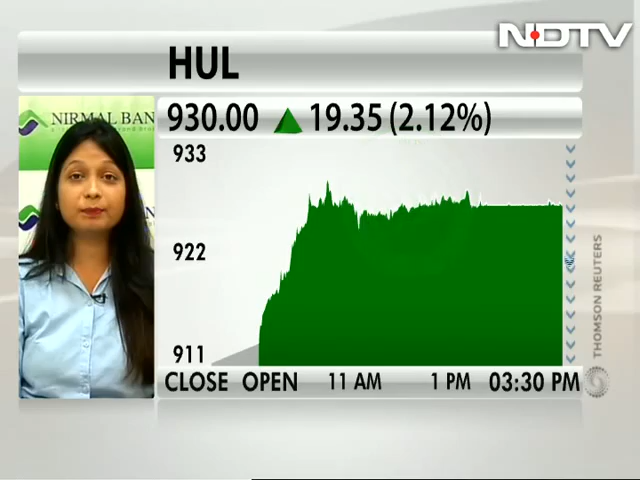 NDTV
HUL
NIRMAL BAN
930.00 ▲ 19.35 (2.12%)
933
922
911
CLOSE OPEN 11 AM 1 PM 03:30 PM
THOMSON REUTERS